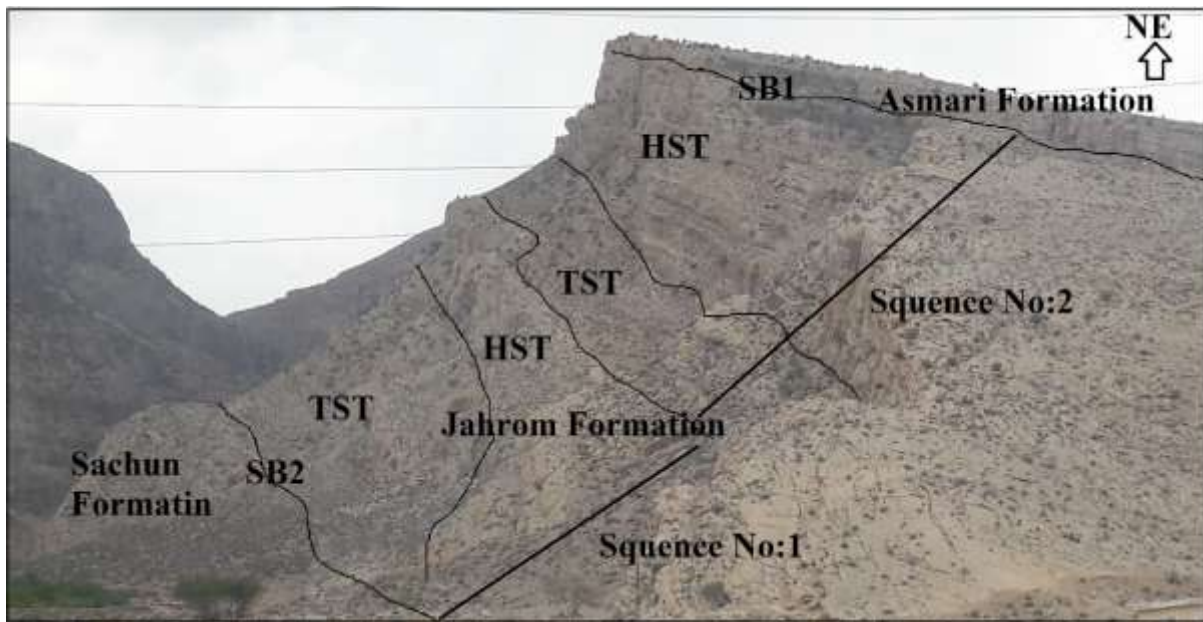 NE
SB1
Asmari Formation
HST
TST
Squence No:2
HST
TST
Jahrom Formation
Sachun
Formatin
SB2
Squence No:1